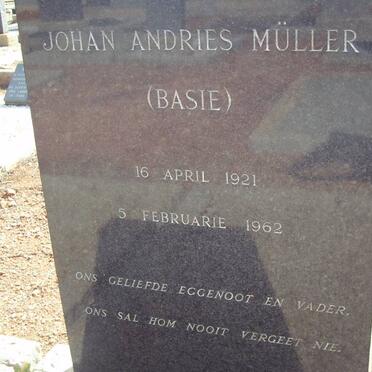 JOHAN ANDRIES MÜLLER
(BASIE)
16 APRIL 1921
5 FEBRUARIE 1962
ONS GELIEFDE EGGENOOT EN VADER.
ONS SAL HOM NOOIT VERGEET NIE.